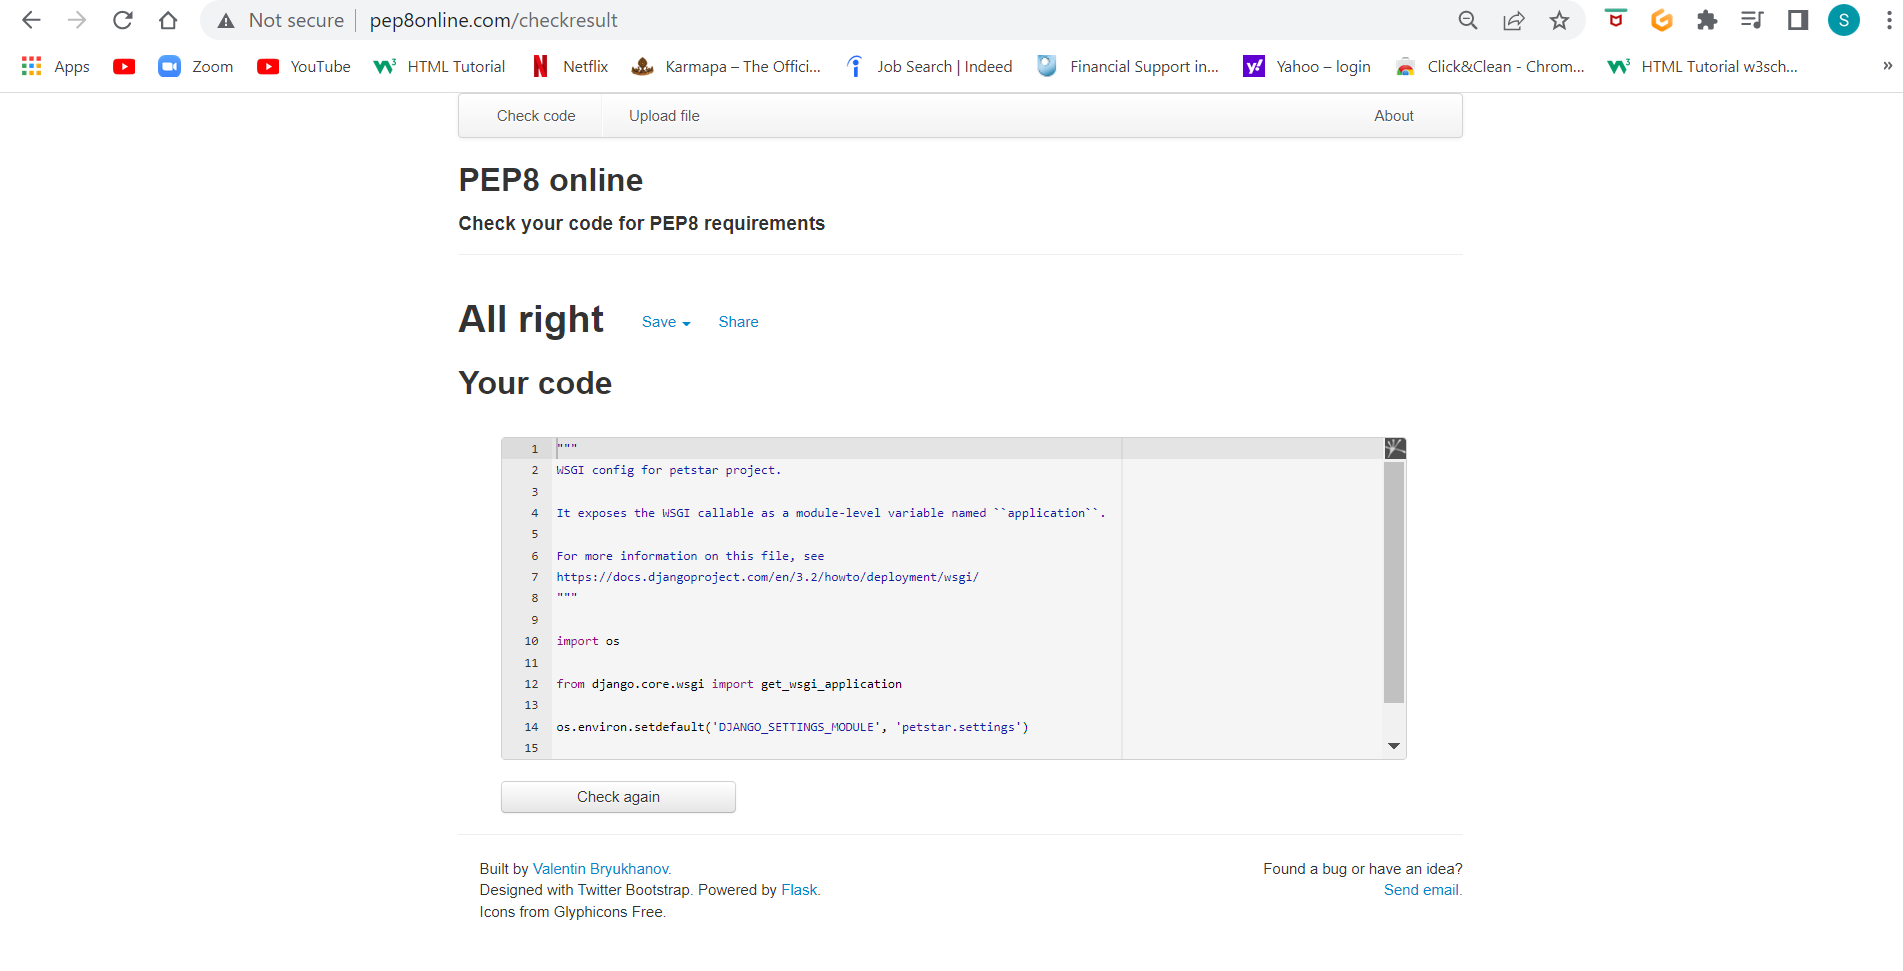 Not secure pep8online.com/checkresult S
Apps Zoom YouTube HTML Tutorial Netflix Karmapa – The Offici... Job Search | Indeed Financial Support in... Yahoo – login Click&Clean - Chrom... HTML Tutorial w3sch... »
Check code Upload file About
PEP8 online
Check your code for PEP8 requirements
All right Save Share
Your code
1 """
2 WSGI config for petstar project.
3
4 It exposes the WSGI callable as a module-level variable named ``application``.
5
6 For more information on this file, see
7 https://docs.djangoproject.com/en/3.2/howto/deployment/wsgi/
8 """
9
10 import os
11
12 from django.core.wsgi import get_wsgi_application
13
14 os.environ.setdefault('DJANGO_SETTINGS_MODULE', 'petstar.settings')
15
Check again
Built by Valentin Bryukhanov.
Designed with Twitter Bootstrap. Powered by Flask.
Icons from Glyphicons Free.
Found a bug or have an idea?
Send email.